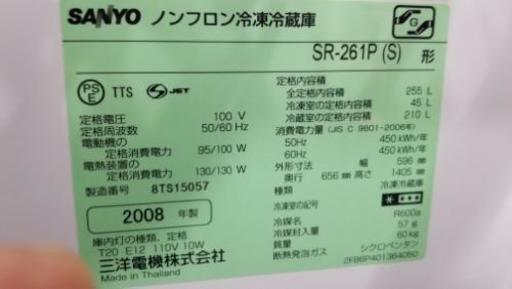 SANYO ノンフロン冷凍冷蔵庫
G
SR-261P (S) 形
PS E TTS S JET
定格電圧 100 V
定格周波数 50/60 Hz
電動機の
定格消費電力 95/100 W
電熱装置の
定格消費電力 130/130 W
製造番号 8TS15057
2008 年製
庫内灯の種類、定格
T20 E12 110V 10W
三洋電機株式会社
Made in Thailand
定格内容積
全定格内容積 255 L
冷凍室の定格内容積 45 L
冷蔵室の定格内容積 210 L
消費電力量 (JIS C 9801-2006年)
50Hz 450 kWh/年
60Hz 450 kWh/年
外形寸法 幅 596 mm
奥行 656 mm 高さ 1405 mm
種類 冷凍冷蔵庫
冷凍室の記号
冷媒名 R600a
冷媒封入量 57 g
質量 60 kg
断熱発泡ガス シクロペンタン
2FB6P401364050